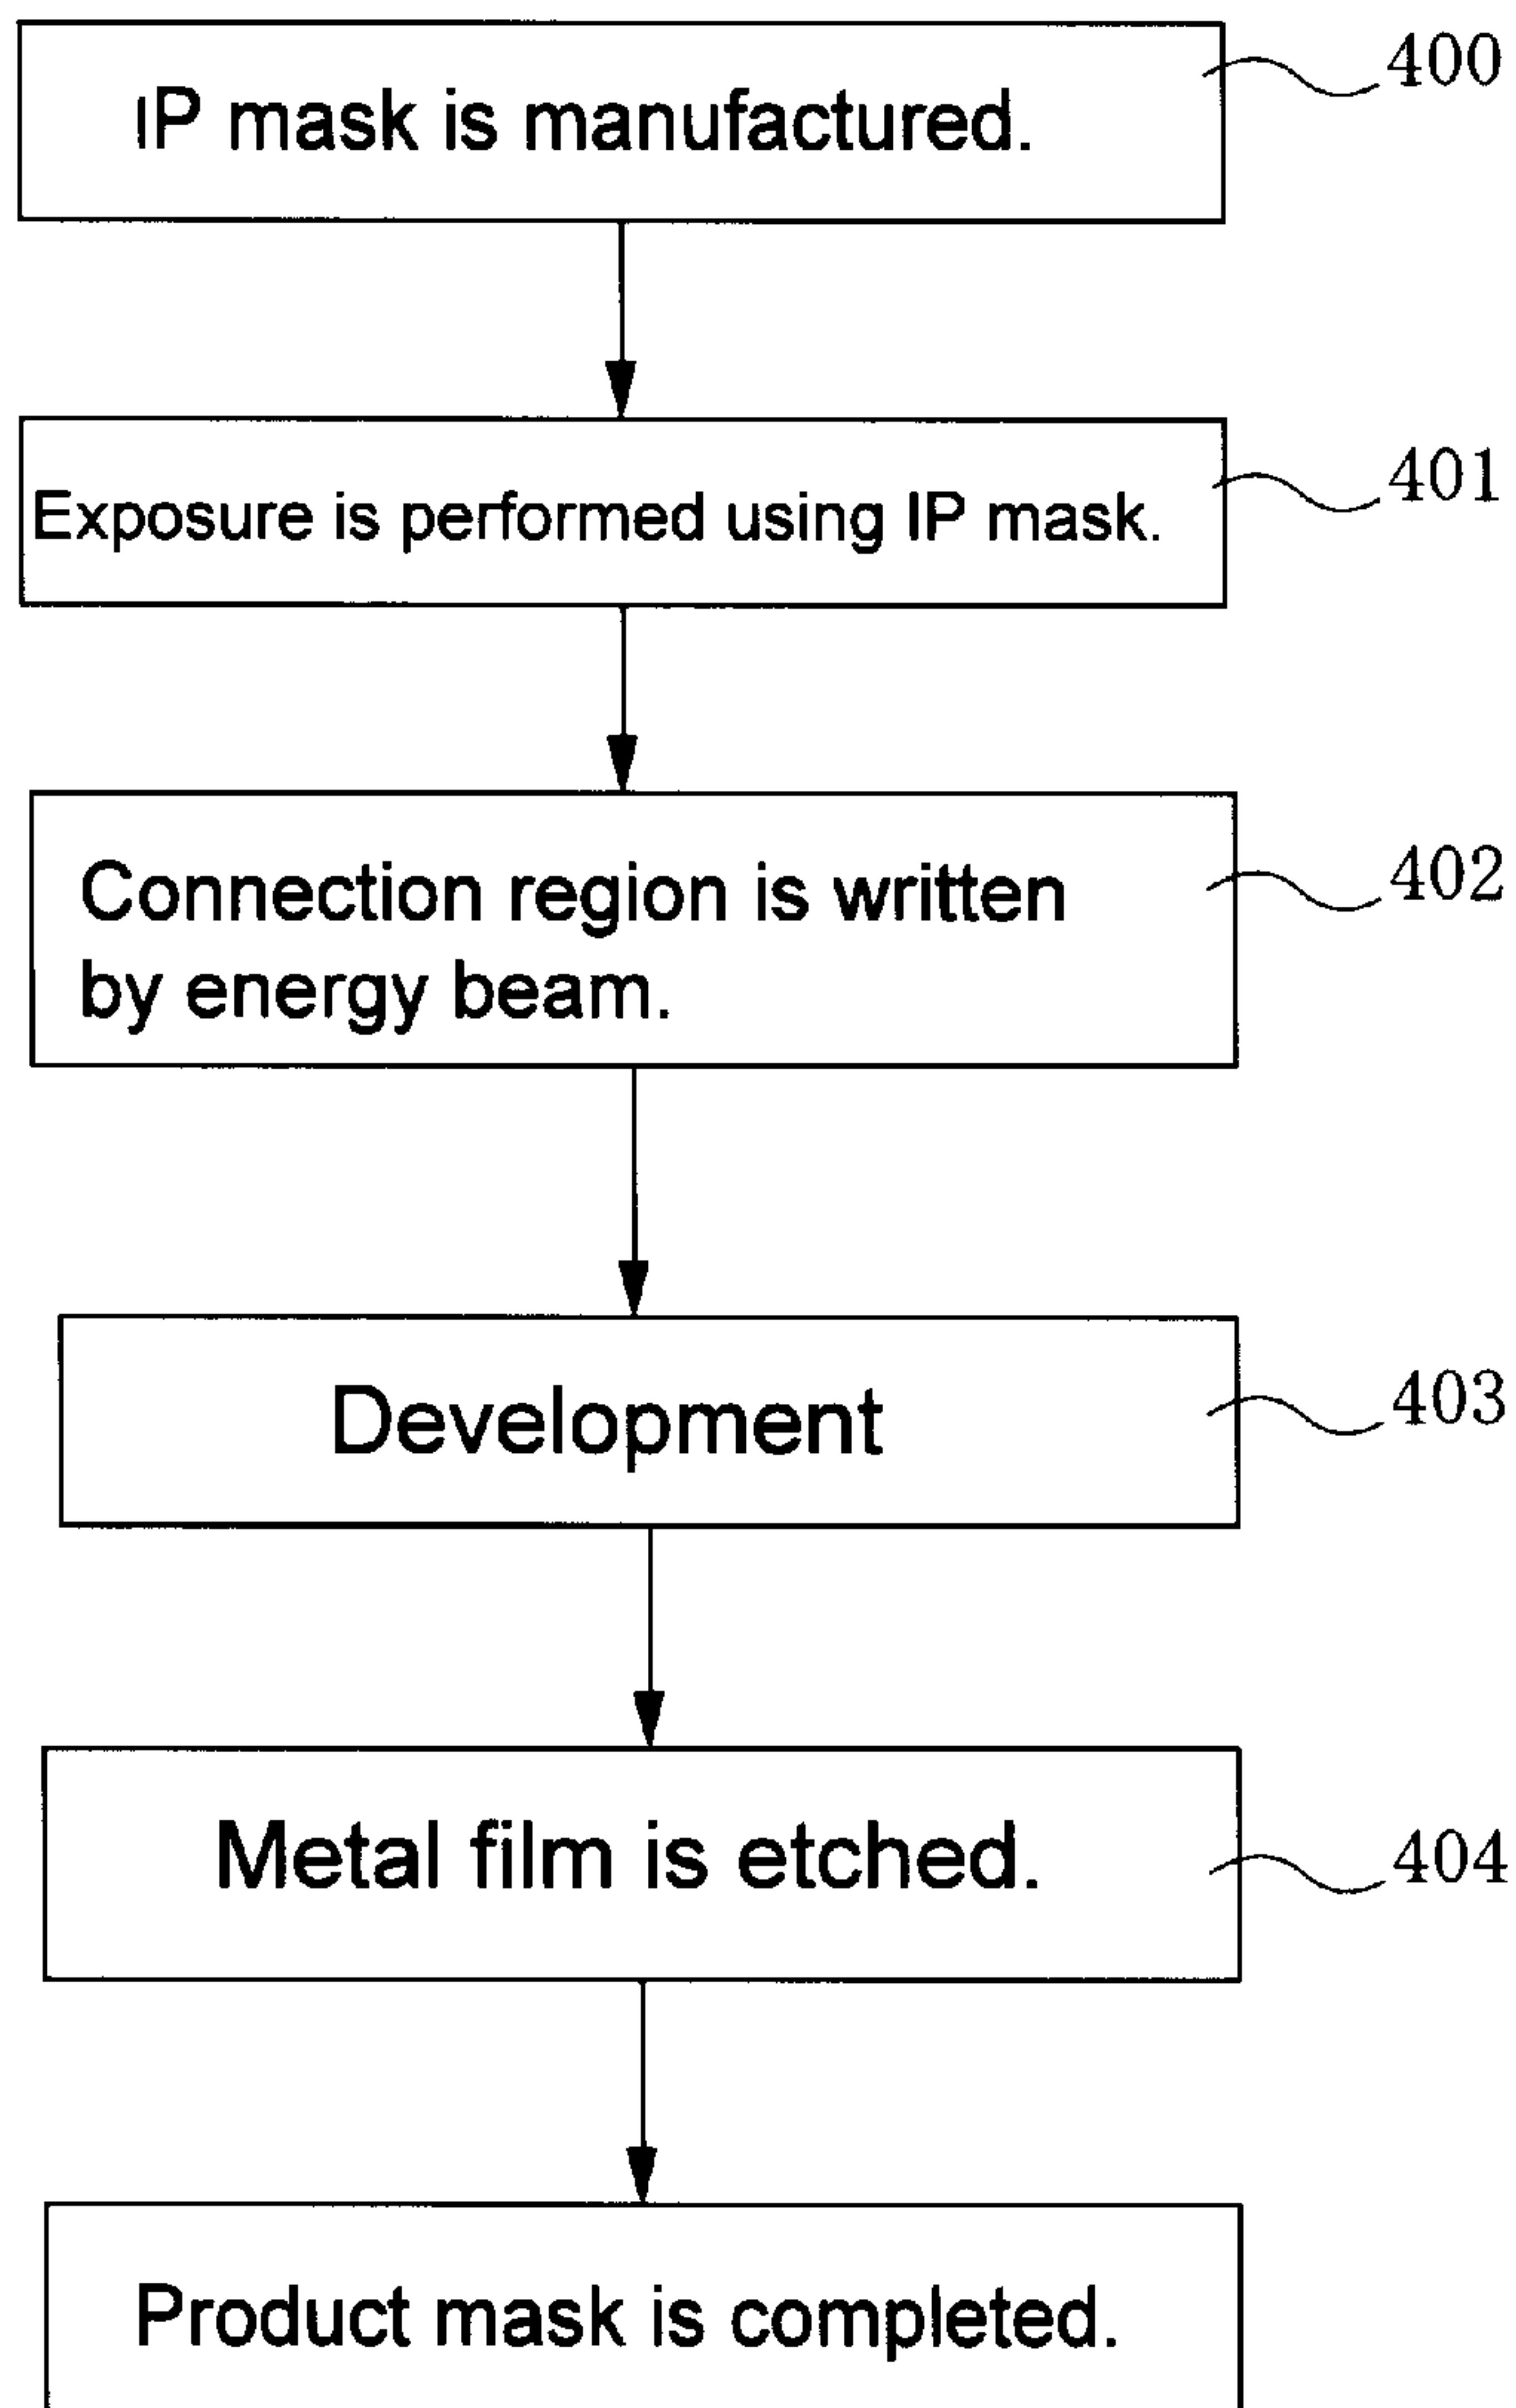 IP mask is manufactured.
400
Exposure is performed using IP mask.
401
Connection region is written
by energy beam.
402
Development
403
Metal film is etched.
404
Product mask is completed.